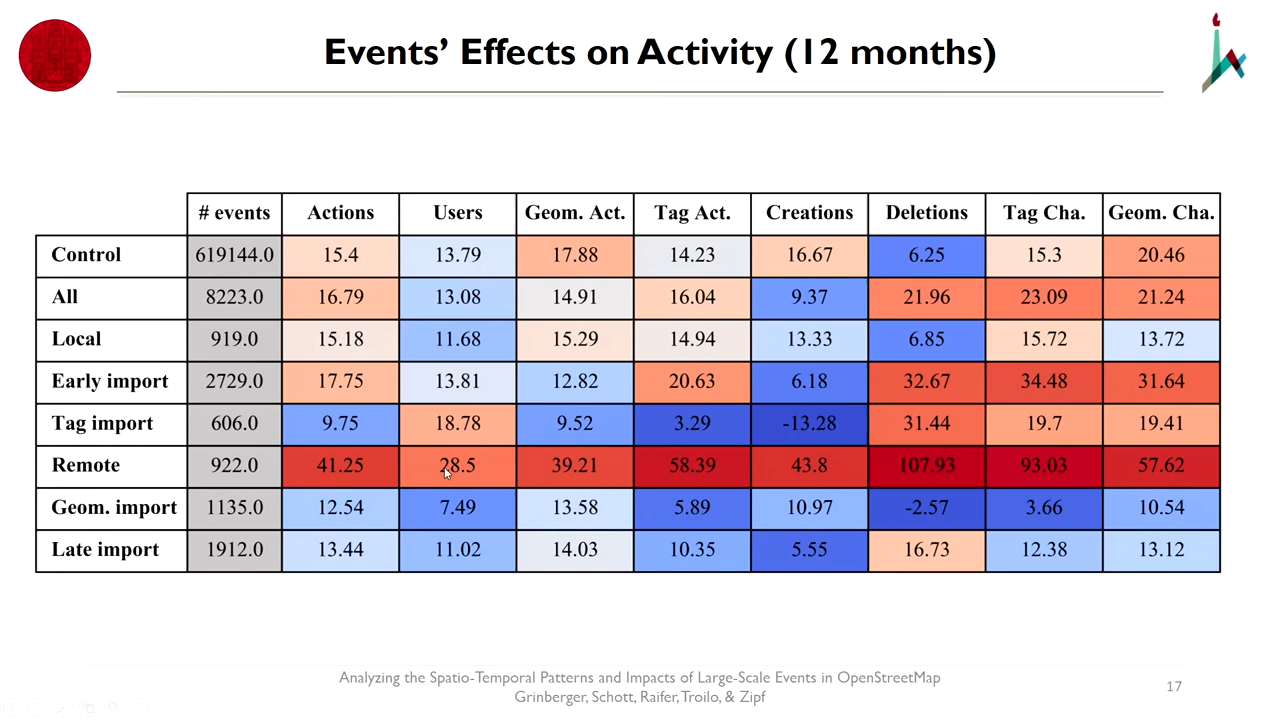 Events’ Effects on Activity (12 months)
# events Actions Users Geom. Act. Tag Act. Creations Deletions Tag Cha. Geom. Cha.
Control 619144.0 15.4 13.79 17.88 14.23 16.67 6.25 15.3 20.46
All 8223.0 16.79 13.08 14.91 16.04 9.37 21.96 23.09 21.24
Local 919.0 15.18 11.68 15.29 14.94 13.33 6.85 15.72 13.72
Early import 2729.0 17.75 13.81 12.82 20.63 6.18 32.67 34.48 31.64
Tag import 606.0 9.75 18.78 9.52 3.29 -13.28 31.44 19.7 19.41
Remote 922.0 41.25 28.5 39.21 58.39 43.8 107.93 93.03 57.62
Geom. import 1135.0 12.54 7.49 13.58 5.89 10.97 -2.57 3.66 10.54
Late import 1912.0 13.44 11.02 14.03 10.35 5.55 16.73 12.38 13.12
Analyzing the Spatio-Temporal Patterns and Impacts of Large-Scale Events in OpenStreetMap
Grinberger, Schott, Raifer, Troilo, & Zipf
17